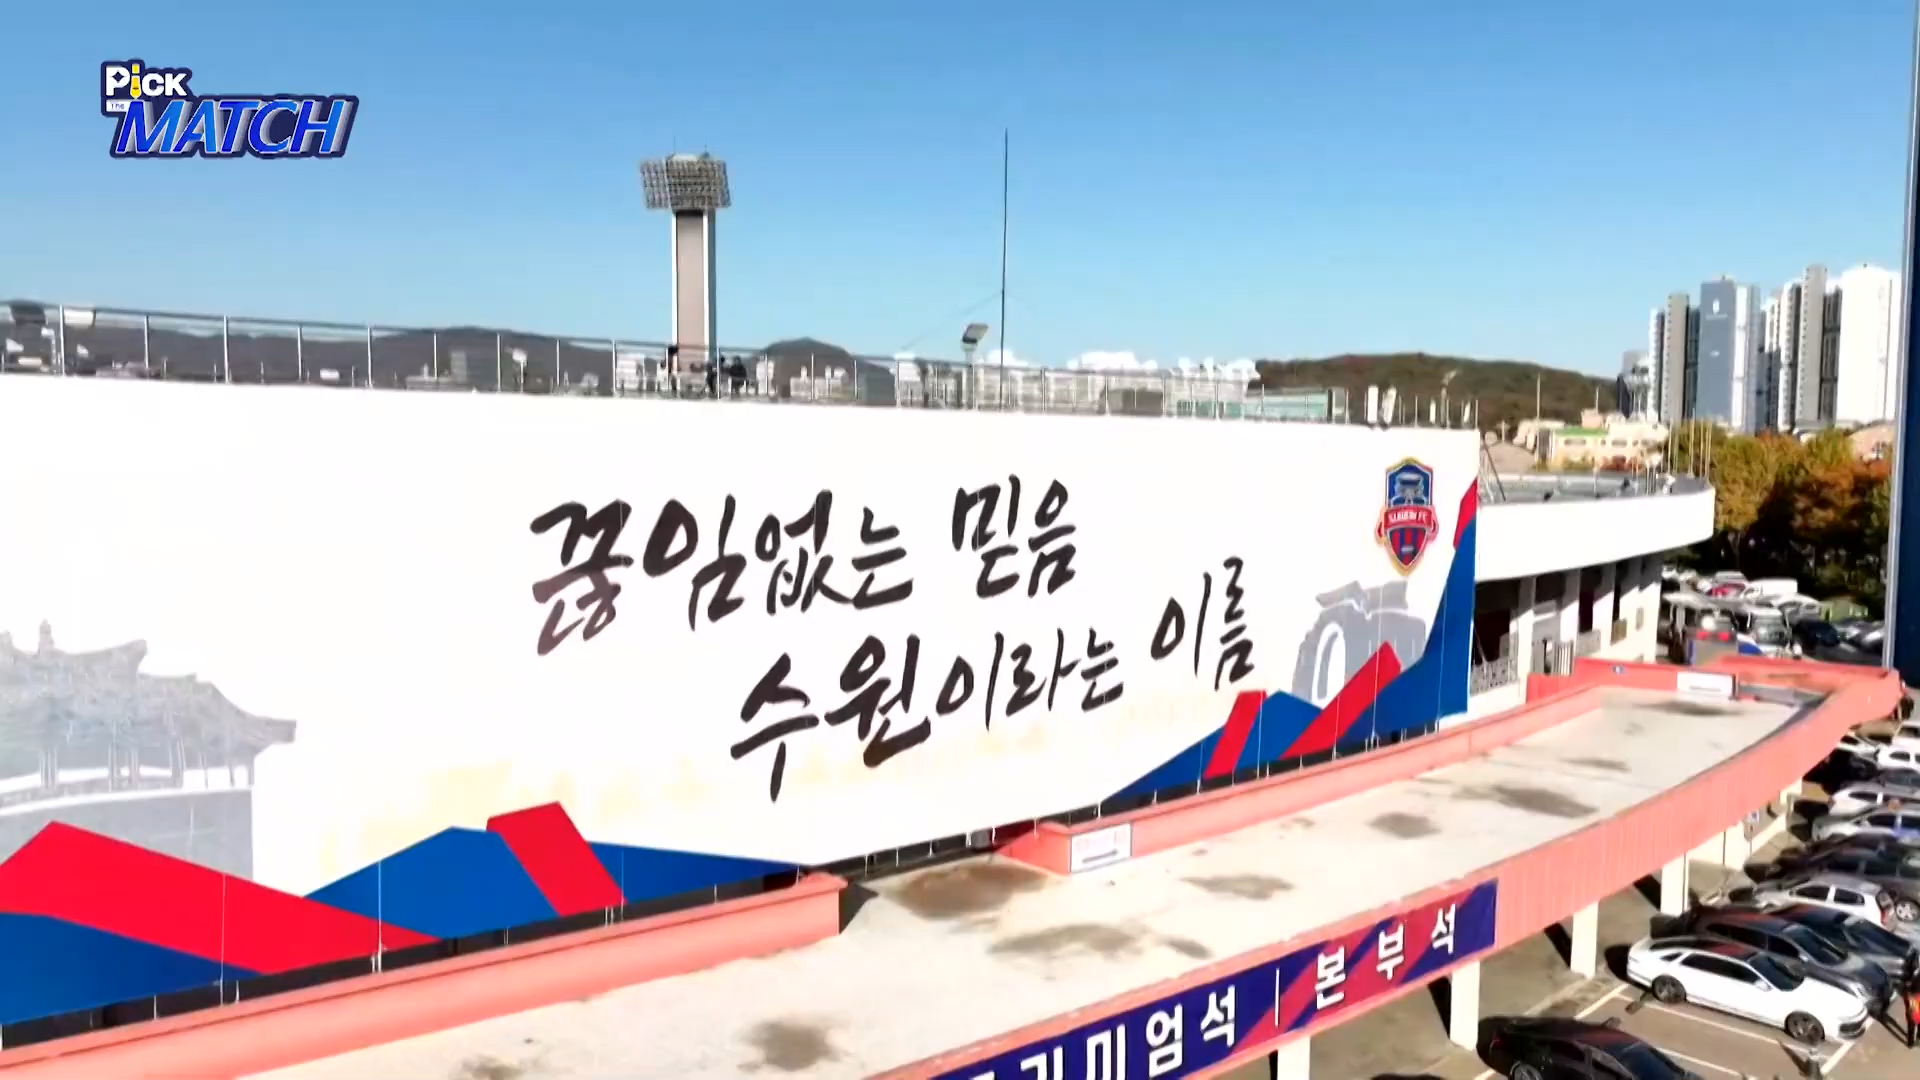 PiCK
The
MATCH
끊임없는 믿음
수원이라는 이름
SUWON FC
프리미엄석 | 본부석